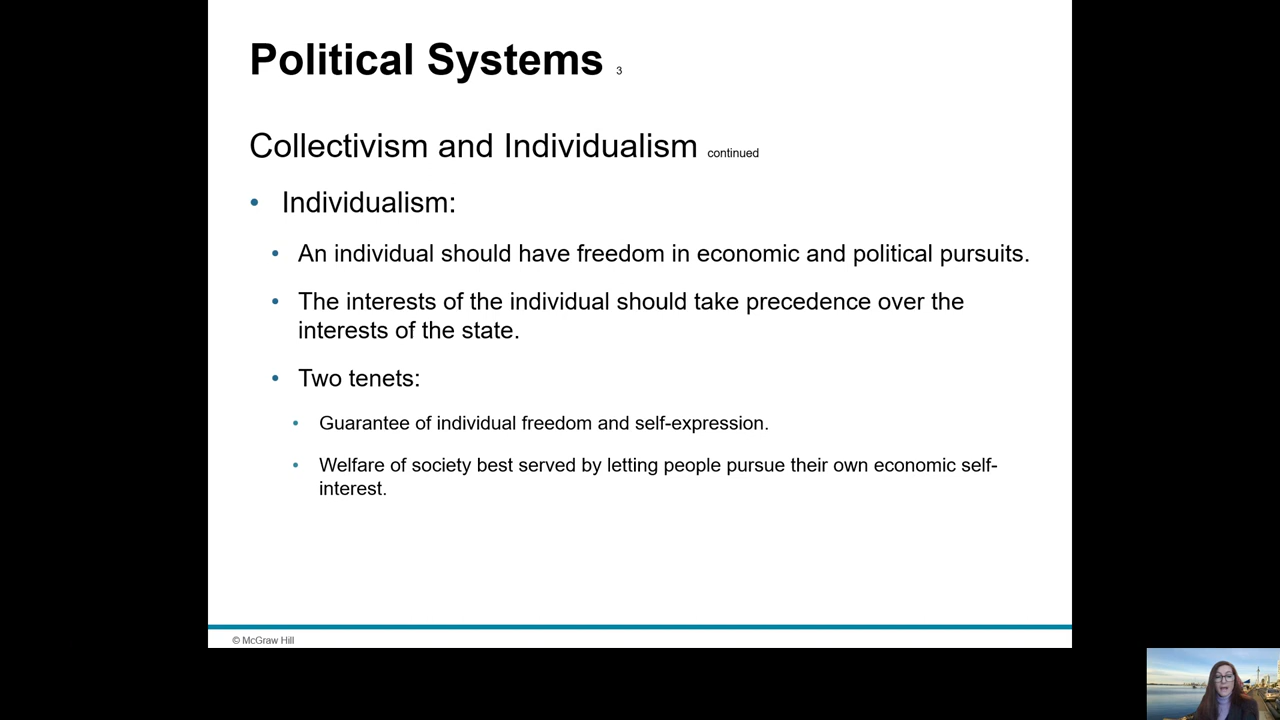 Political Systems 3
Collectivism and Individualism continued
• Individualism:
• An individual should have freedom in economic and political pursuits.
• The interests of the individual should take precedence over the
interests of the state.
• Two tenets:
• Guarantee of individual freedom and self-expression.
• Welfare of society best served by letting people pursue their own economic self-
interest.
© McGraw Hill